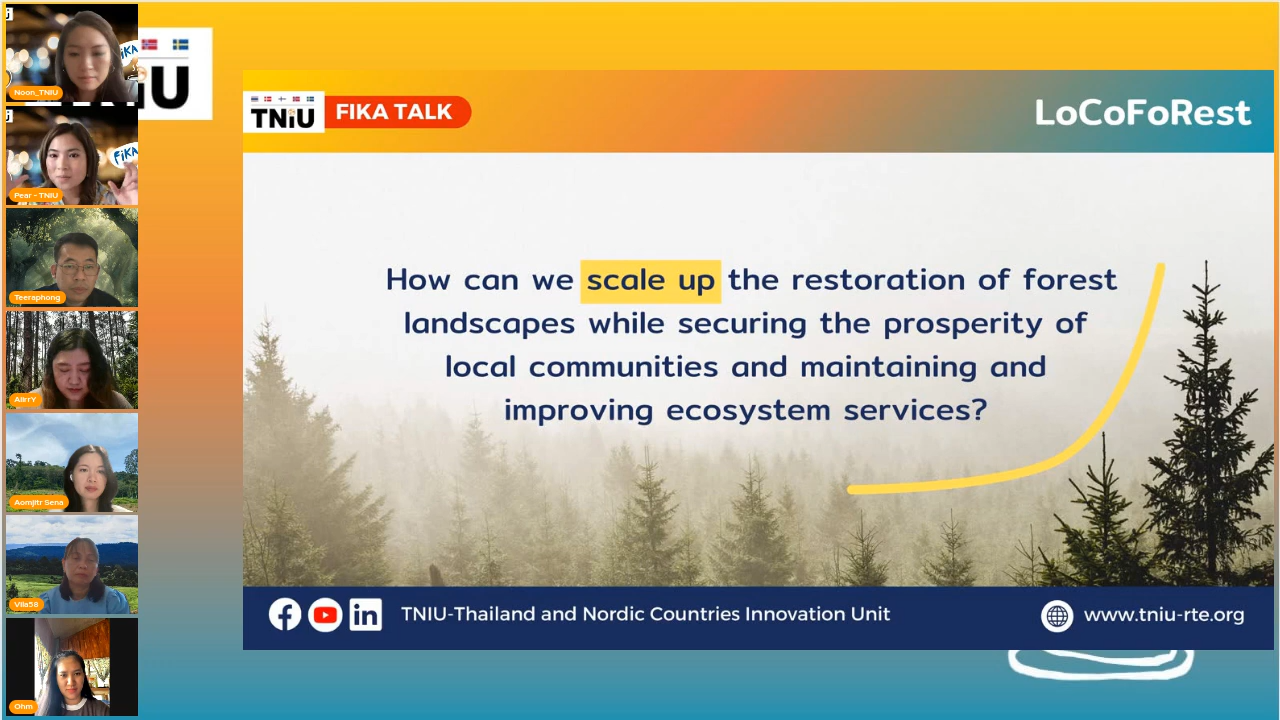 Noon_TNIU
FiKA
Pear - TNIU
FiKA
Teeraphong
AlirrY
Aomjitr Sena
Vila58
Ohm
TNiU
FIKA TALK
LoCoFoRest
How can we scale up the restoration of forest
landscapes while securing the prosperity of
local communities and maintaining and
improving ecosystem services?
TNIU-Thailand and Nordic Countries Innovation Unit
www.tniu-rte.org